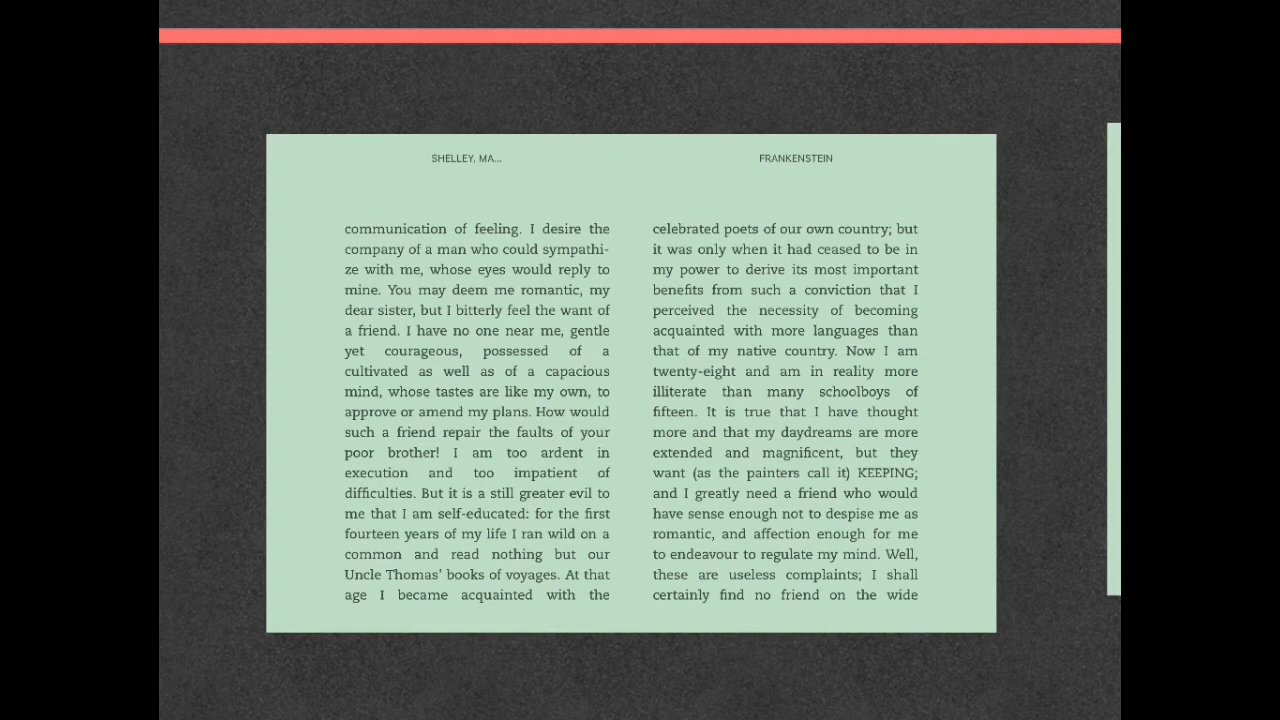 SHELLEY, MA...
communication of feeling. I desire the
company of a man who could sympathi-
ze with me, whose eyes would reply to
mine. You may deem me romantic, my
dear sister, but I bitterly feel the want of
a friend. I have no one near me, gentle
yet courageous, possessed of a
cultivated as well as of a capacious
mind, whose tastes are like my own, to
approve or amend my plans. How would
such a friend repair the faults of your
poor brother! I am too ardent in
execution and too impatient of
difficulties. But it is a still greater evil to
me that I am self-educated: for the first
fourteen years of my life I ran wild on a
common and read nothing but our
Uncle Thomas’ books of voyages. At that
age I became acquainted with the
FRANKENSTEIN
celebrated poets of our own country; but
it was only when it had ceased to be in
my power to derive its most important
benefits from such a conviction that I
perceived the necessity of becoming
acquainted with more languages than
that of my native country. Now I am
twenty-eight and am in reality more
illiterate than many schoolboys of
fifteen. It is true that I have thought
more and that my daydreams are more
extended and magnificent, but they
want (as the painters call it) KEEPING;
and I greatly need a friend who would
have sense enough not to despise me as
romantic, and affection enough for me
to endeavour to regulate my mind. Well,
these are useless complaints; I shall
certainly find no friend on the wide